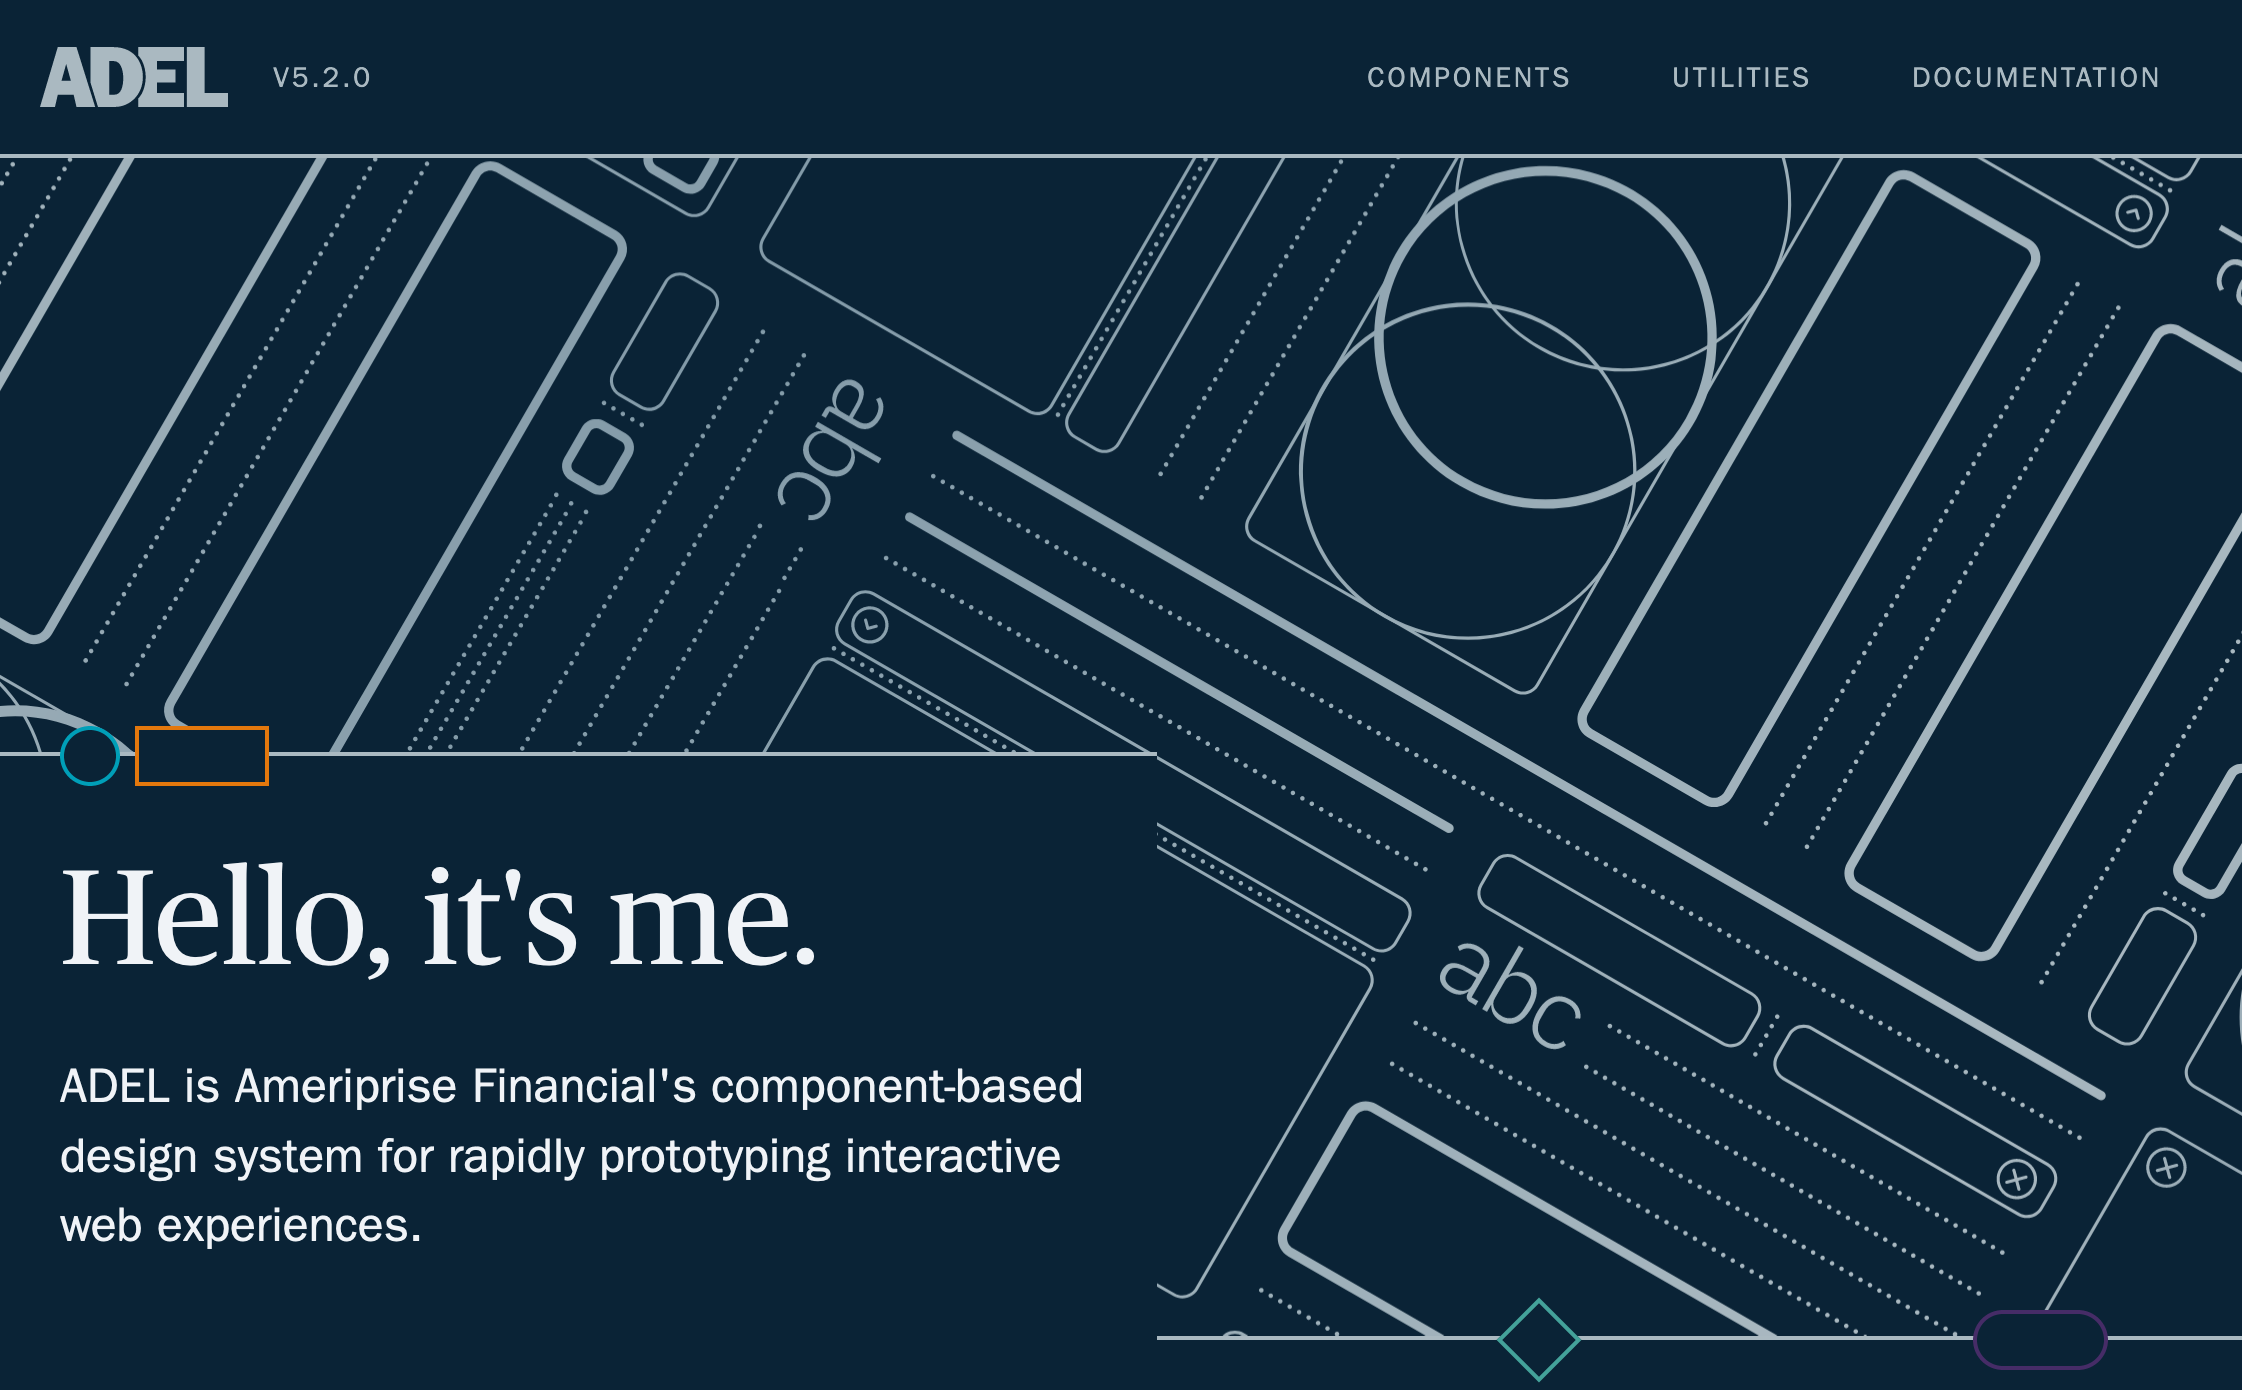 ADEL V5.2.0 COMPONENTS UTILITIES DOCUMENTATION
abc
Hello, it's me.
abc
ADEL is Ameriprise Financial's component-based
design system for rapidly prototyping interactive
web experiences.